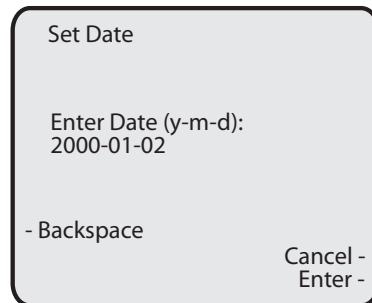 Set Date
Enter Date (y-m-d):
2000-01-02
- Backspace
Cancel -
Enter -